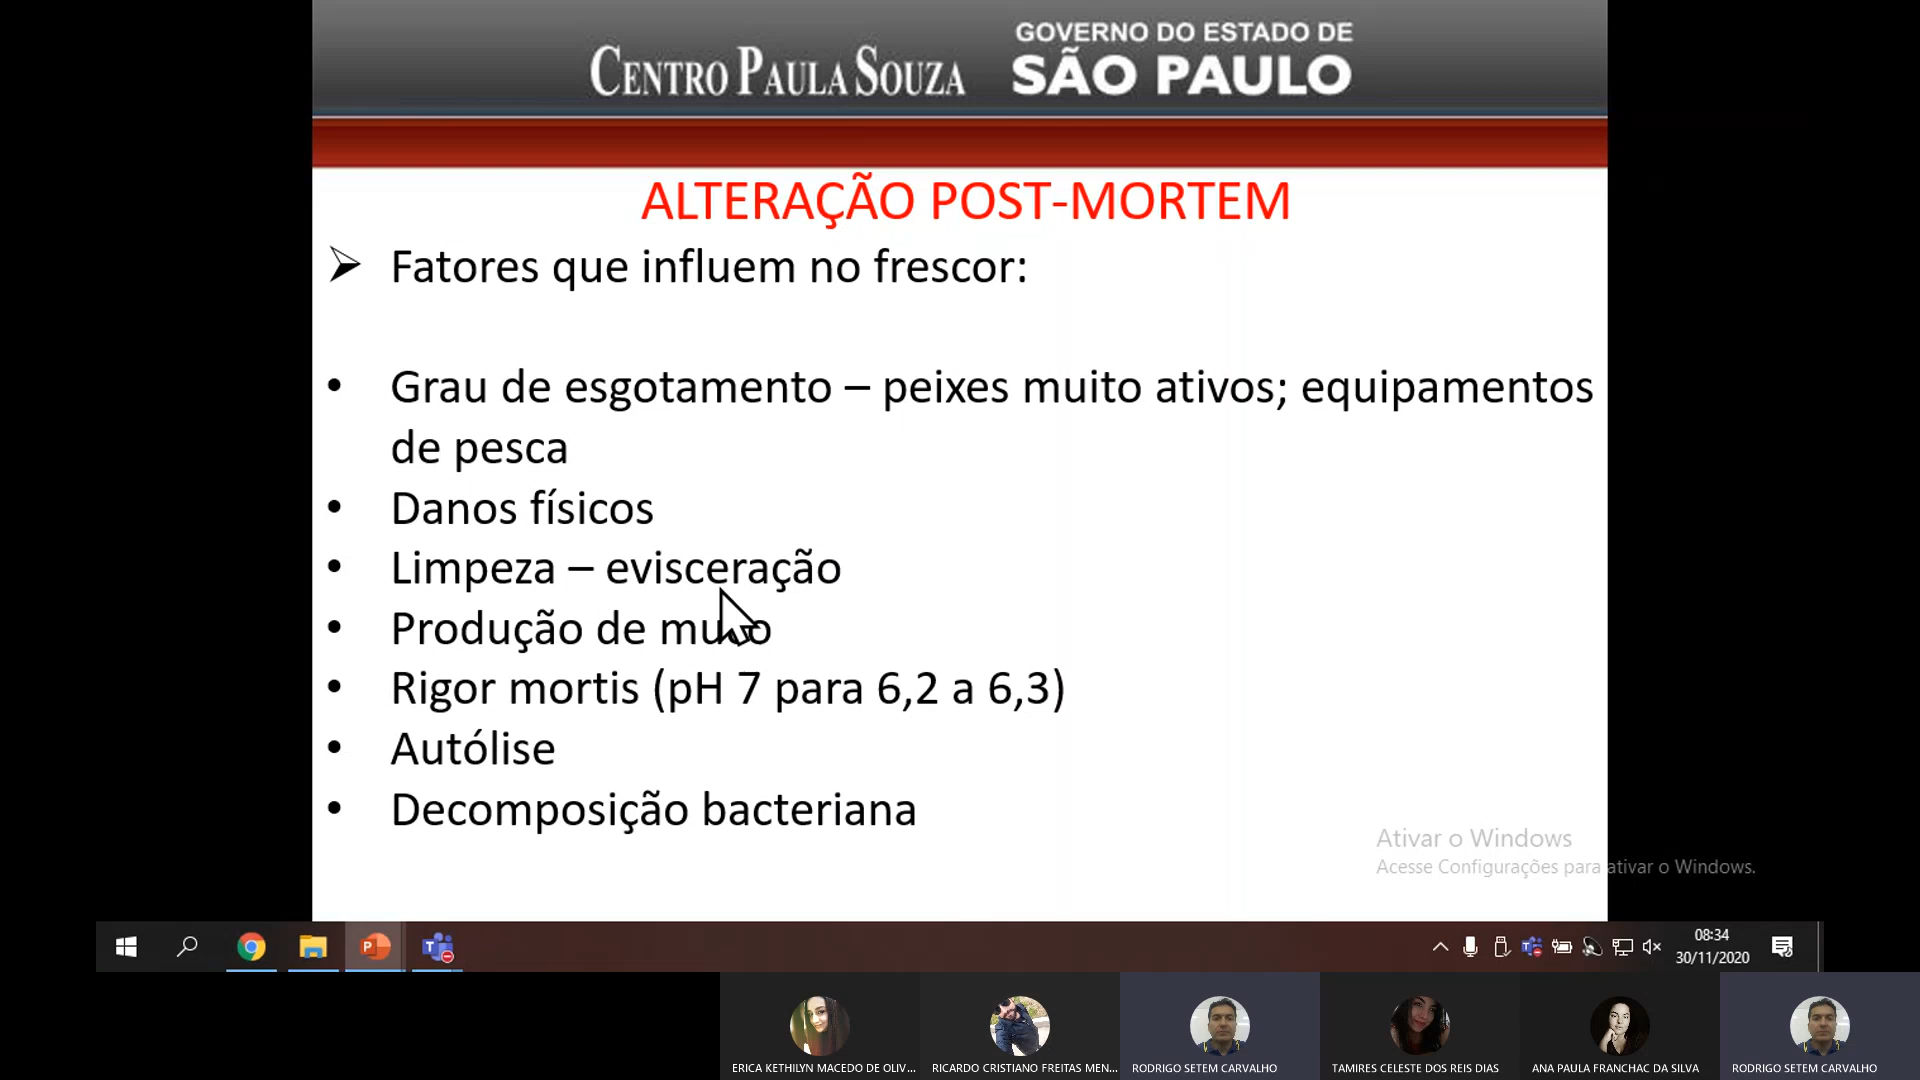 CENTRO PAULA SOUZA
GOVERNO DO ESTADO DE
SÃO PAULO
ALTERAÇÃO POST-MORTEM
Fatores que influem no frescor:
• Grau de esgotamento – peixes muito ativos; equipamentos
de pesca
• Danos físicos
• Limpeza – evisceração
• Produção de muco
• Rigor mortis (pH 7 para 6,2 a 6,3)
• Autólise
• Decomposição bacteriana
Ativar o Windows
Acesse Configurações para ativar o Windows.
08:34
30/11/2020
ERICA KETHILYN MACEDO DE OLIV...
RICARDO CRISTIANO FREITAS MEN...
RODRIGO SETEM CARVALHO
TAMIRES CELESTE DOS REIS DIAS
ANA PAULA FRANCHAC DA SILVA
RODRIGO SETEM CARVALHO